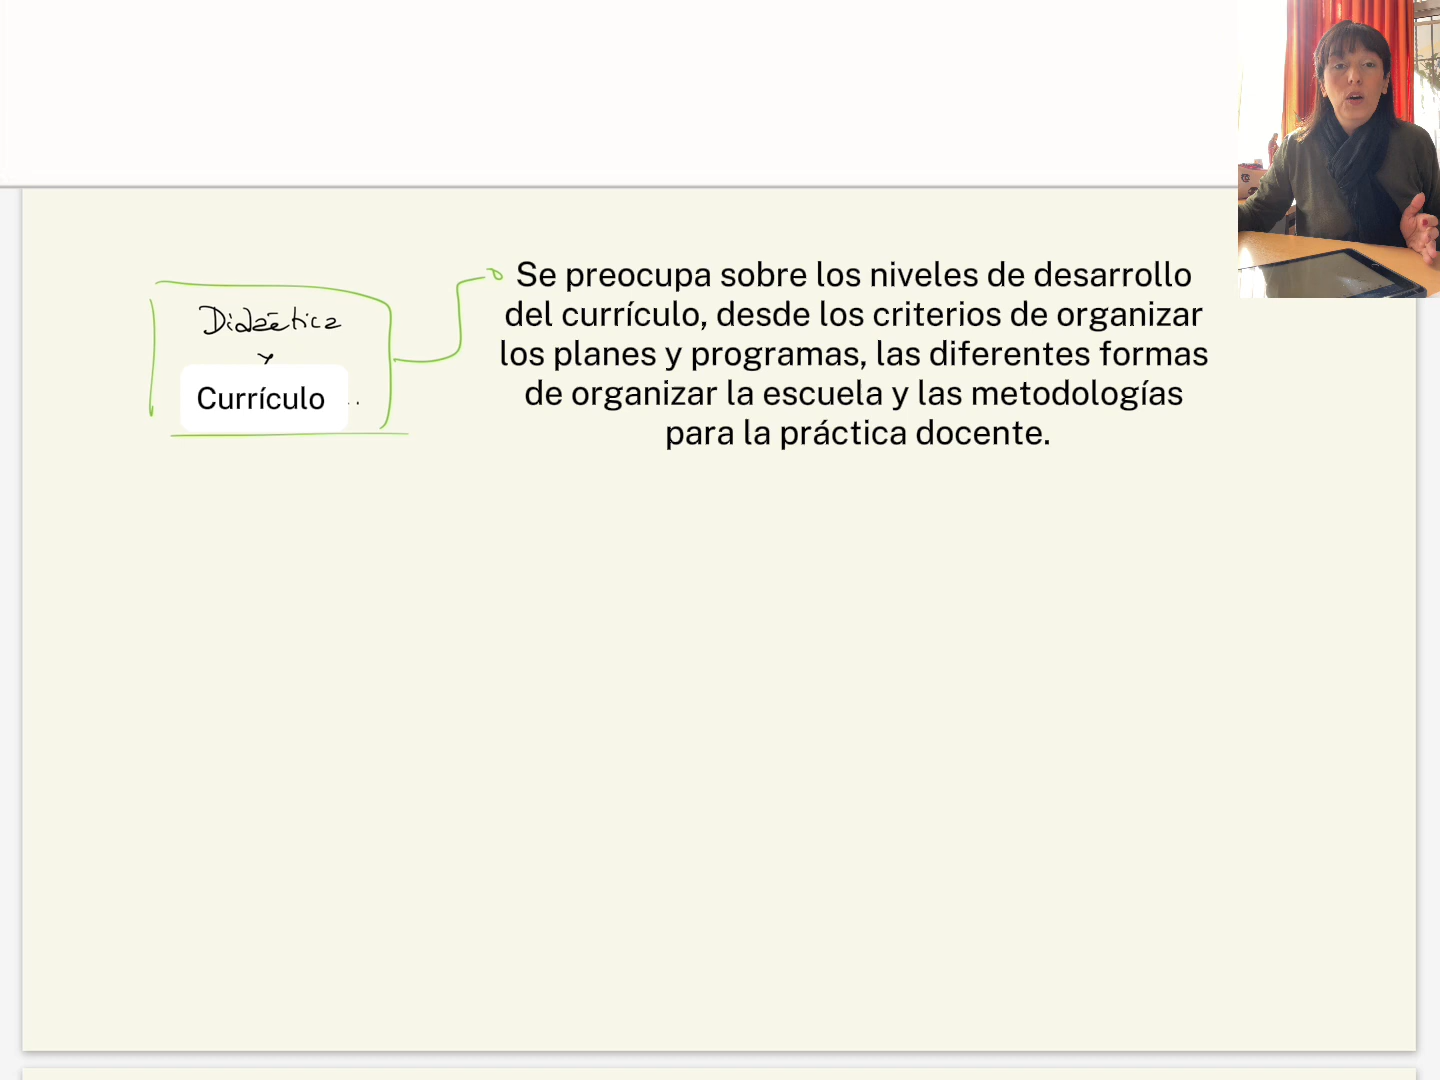 Didáctica
y
Currículo
Se preocupa sobre los niveles de desarrollo
del currículo, desde los criterios de organizar
los planes y programas, las diferentes formas
de organizar la escuela y las metodologías
para la práctica docente.